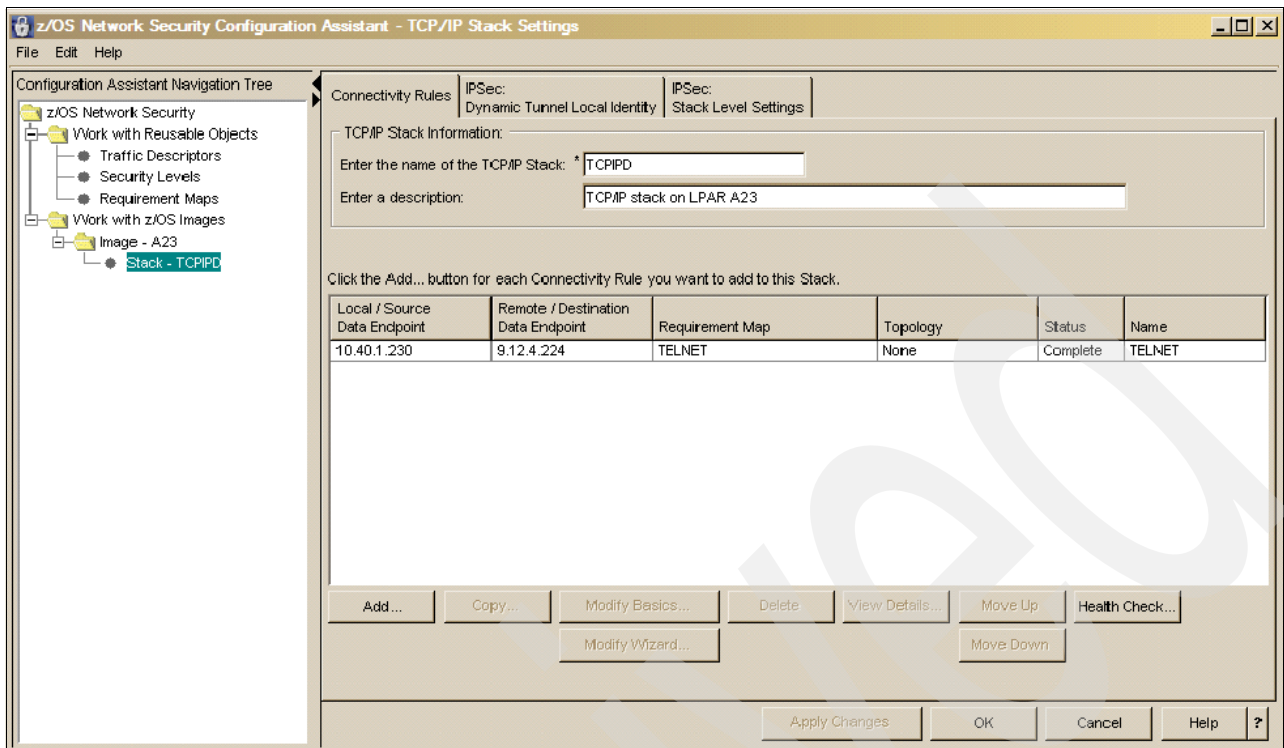 z/OS Network Security Configuration Assistant - TCP/IP Stack Settings
File Edit Help
Configuration Assistant Navigation Tree
z/OS Network Security
Work with Reusable Objects
Traffic Descriptors
Security Levels
Requirement Maps
Work with z/OS Images
Image - A23
Stack - TCPIPD
Connectivity Rules
IPSec:
Dynamic Tunnel Local Identity
IPSec:
Stack Level Settings
TCP/IP Stack Information:
Enter the name of the TCP/IP Stack: * TCPIPD
Enter a description: TCP/IP stack on LPAR A23
Click the Add... button for each Connectivity Rule you want to add to this Stack.
Local / Source
Data Endpoint
Remote / Destination
Data Endpoint
Requirement Map
Topology
Status
Name
10.40.1.230 9.12.4.224 TELNET None Complete TELNET
Add... Copy... Modify Basics... Delete View Details... Move Up Health Check...
Modify Wizard... Move Down
Apply Changes OK Cancel Help ?